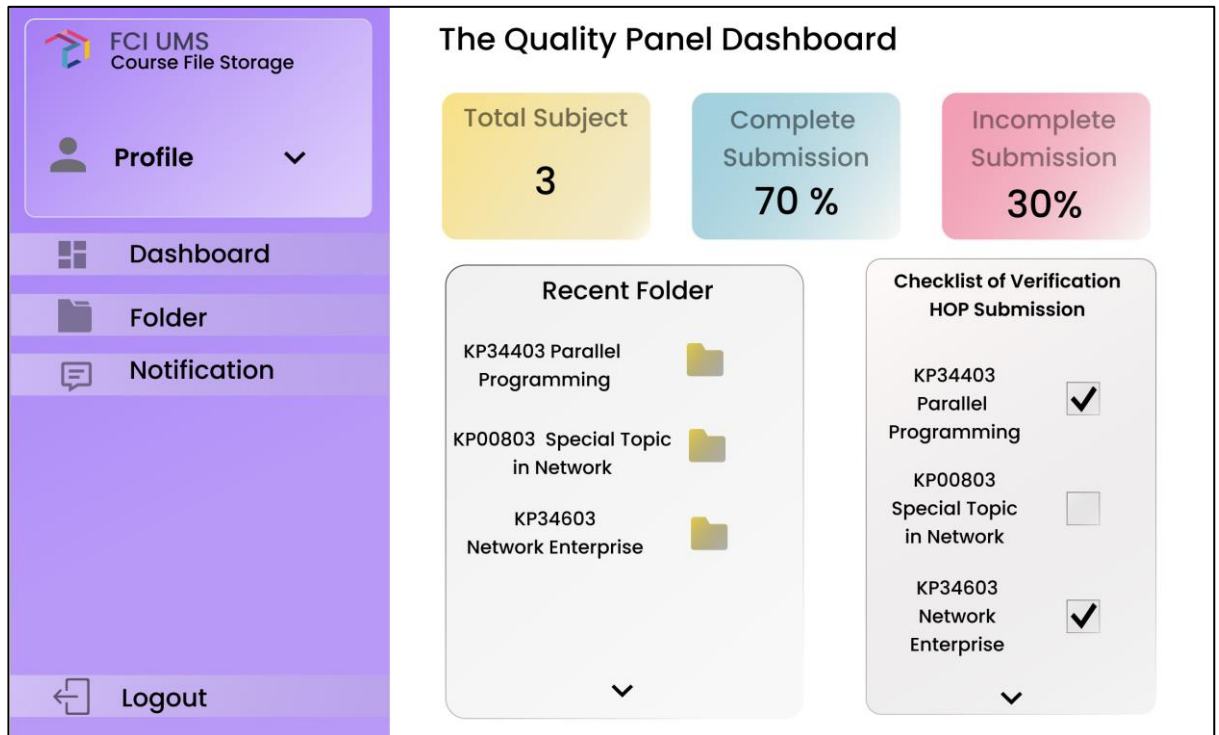 FCI UMS
Course File Storage
Profile
Dashboard
Folder
Notification
Logout
The Quality Panel Dashboard
Total Subject
3
Complete
Submission
70 %
Incomplete
Submission
30%
Recent Folder
KP34403 Parallel
Programming
KP00803 Special Topic
in Network
KP34603
Network Enterprise
Checklist of Verification
HOP Submission
KP34403
Parallel
Programming
KP00803
Special Topic
in Network
KP34603
Network
Enterprise